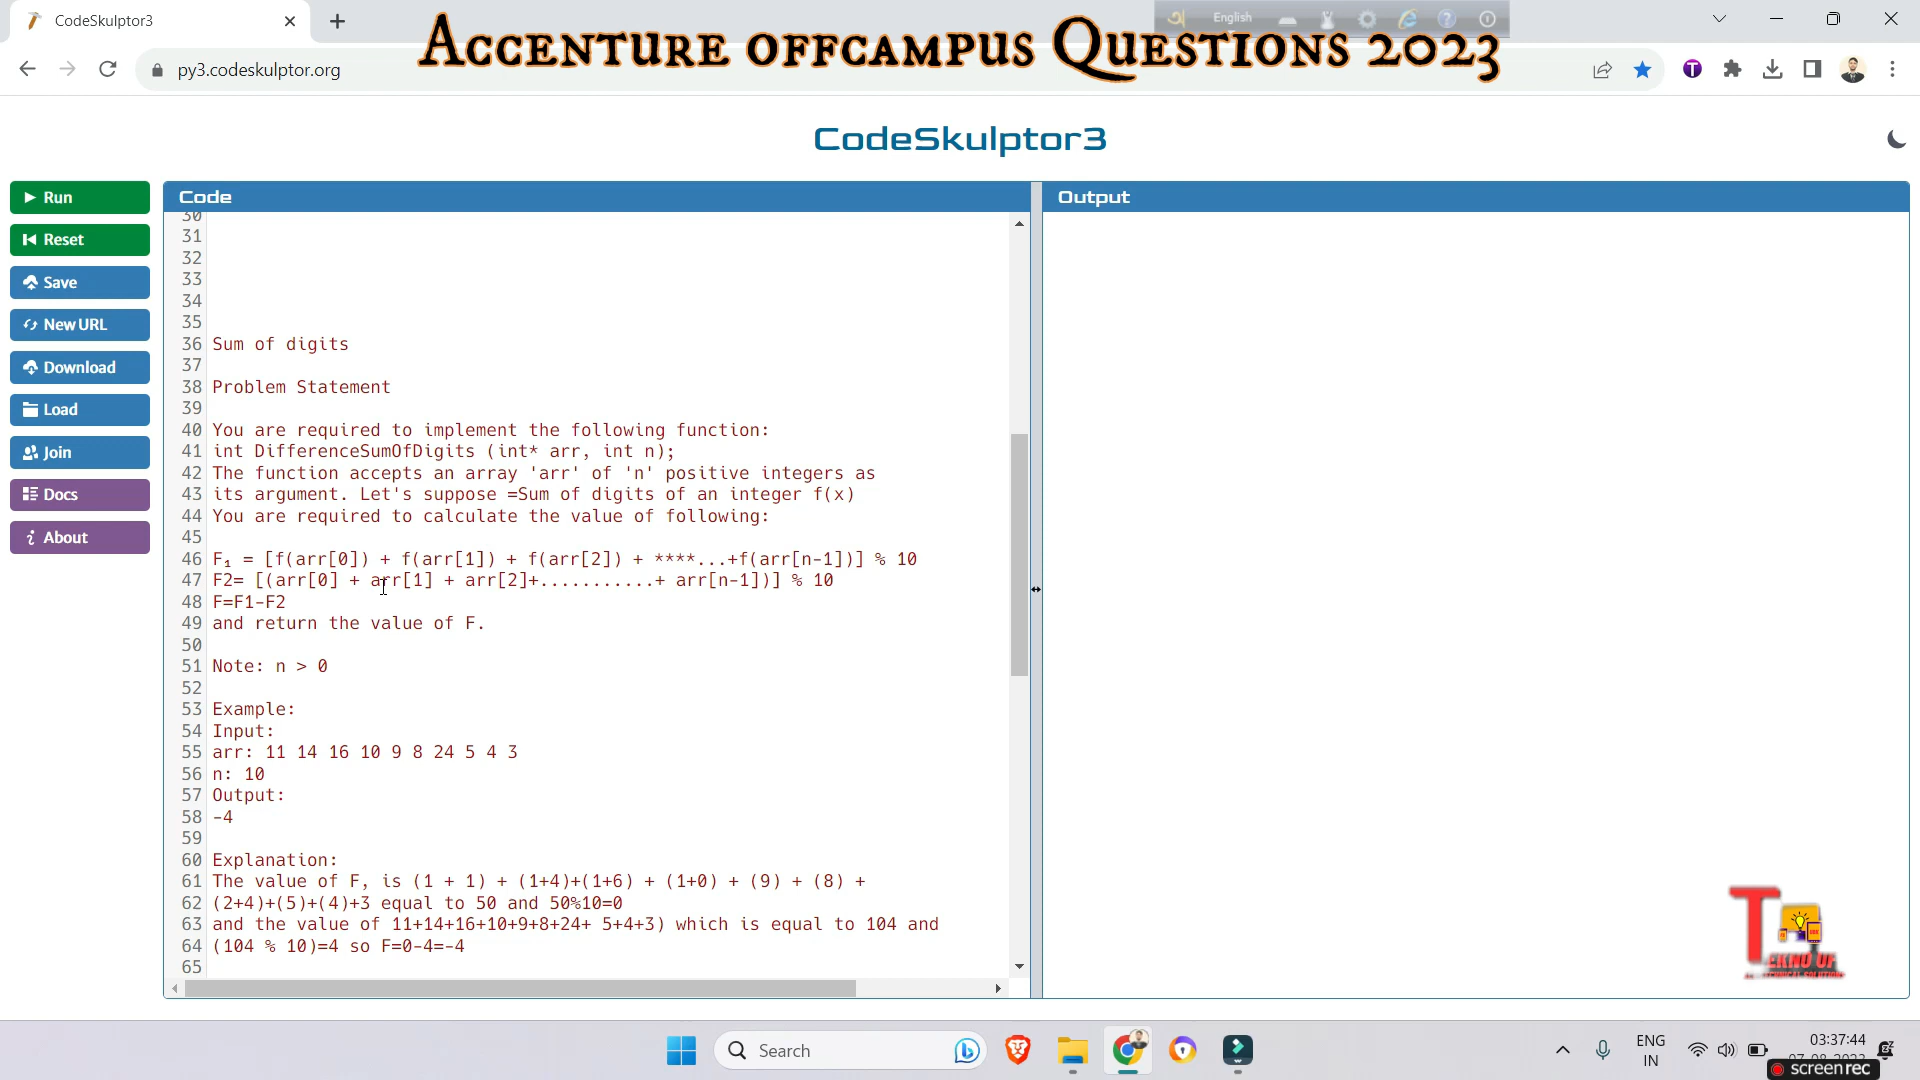 CodeSkulptor3
English
Accenture offcampus Questions 2023
py3.codeskulptor.org
CodeSkulptor3
Run
Reset
Save
New URL
Download
Load
Join
Docs
About
Code
Output
30
31
32
33
34
35
36 Sum of digits
37
38 Problem Statement
39
40 You are required to implement the following function:
41 int DifferenceSumOfDigits (int* arr, int n);
42 The function accepts an array 'arr' of 'n' positive integers as
43 its argument. Let's suppose =Sum of digits of an integer f(x)
44 You are required to calculate the value of following:
45
46 F₁ = [f(arr[0]) + f(arr[1]) + f(arr[2]) + ****...+f(arr[n-1])] % 10
47 F2= [(arr[0] + arr[1] + arr[2]+...........+ arr[n-1])] % 10
48 F=F1-F2
49 and return the value of F.
50
51 Note: n > 0
52
53 Example:
54 Input:
55 arr: 11 14 16 10 9 8 24 5 4 3
56 n: 10
57 Output:
58 -4
59
60 Explanation:
61 The value of F, is (1 + 1) + (1+4)+(1+6) + (1+0) + (9) + (8) +
62 (2+4)+(5)+(4)+3 equal to 50 and 50%10=0
63 and the value of 11+14+16+10+9+8+24+ 5+4+3) which is equal to 104 and
64 (104 % 10)=4 so F=0-4=-4
65
Search
ENG
IN
03:37:44
screenrec